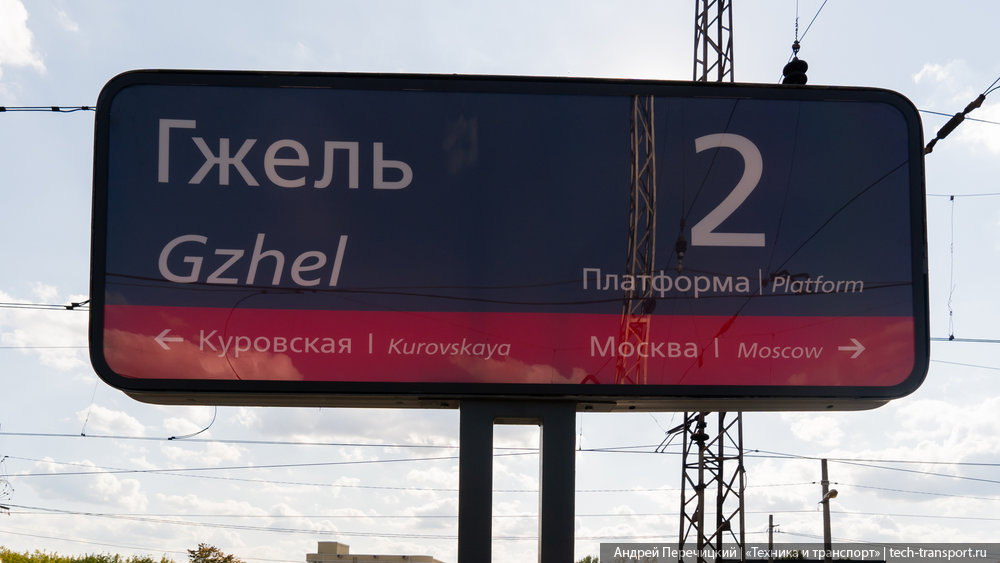 Гжель 2
Gzhel
Платформа | Platform
← Куровская | Kurovskaya Москва | Moscow →
Андрей Перечицкий | «Техника и транспорт» | tech-transport.ru